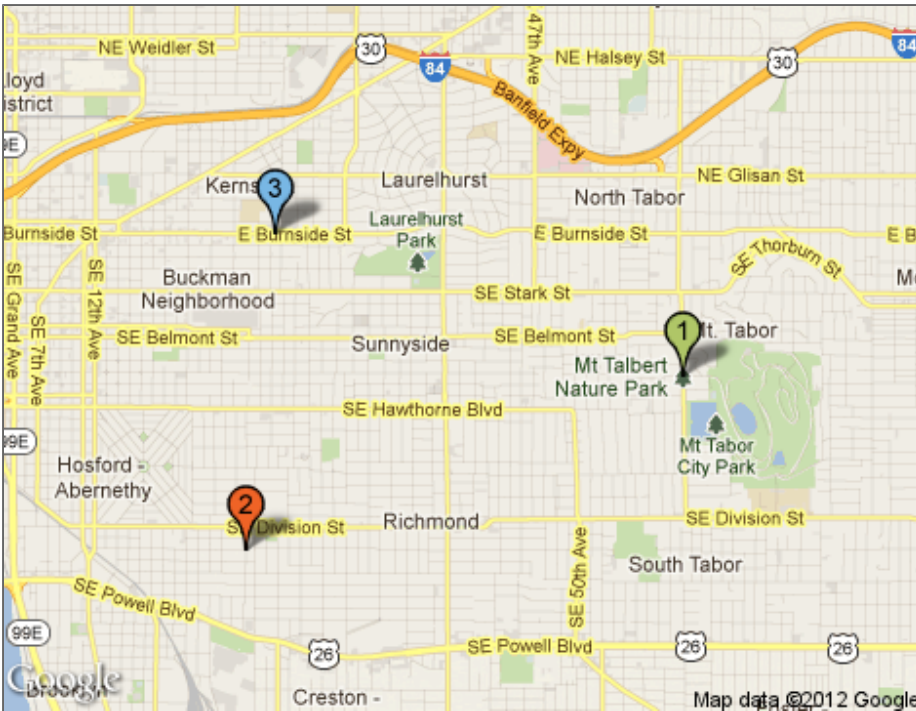 NE Weidler St
30
84
47th Ave
NE Halsey St
30
84
Lloyd
District
Banfield Expy
99E
Kerns
3
Laurelhurst
NE Glisan St
North Tabor
Burnside St
E Burnside St
Laurelhurst
Park
E Burnside St
E B
SE Thorburn St
Buckman
Neighborhood
SE Stark St
SE Grand Ave
SE 7th Ave
SE 12th Ave
SE Belmont St
Sunnyside
SE Belmont St
1
Mt. Tabor
Mt Talbert
Nature Park
SE Hawthorne Blvd
99E
Mt Tabor
City Park
Hosford -
Abernethy
2
SE Division St
Richmond
SE Division St
SE 50th Ave
South Tabor
SE Powell Blvd
99E
26
SE Powell Blvd
26
26
Google
Brooklyn
Creston -
Map data ©2012 Google